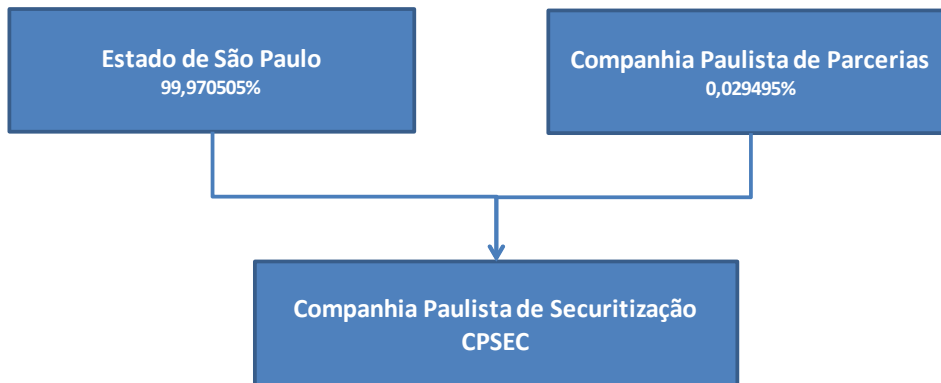 Estado de São Paulo
99,970505%
Companhia Paulista de Parcerias
0,029495%
Companhia Paulista de Securitização
CPSEC